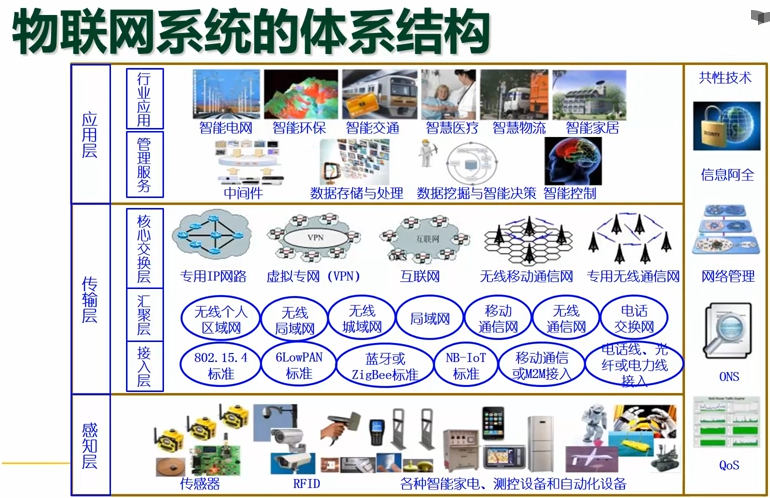 物联网系统的体系结构
应用层
行业应用
智能电网
智能环保
智能交通
智慧医疗
智慧物流
智能家居
管理服务
中间件
数据存储与处理
数据挖掘与智能决策
智能控制
传输层
核心交换层
VPN
互联网
专用IP网路
虚拟专网(VPN)
互联网
无线移动通信网
专用无线通信网
汇聚层
无线个人
区域网
无线
局域网
无线
城域网
局域网
移动
通信网
无线
通信网
电话
交换网
接入层
802.15.4
标准
6LowPAN
标准
蓝牙或
ZigBee标准
NB-IoT
标准
移动通信
或M2M接入
电话线、光
纤或电力线
接入
感知层
传感器
RFID
各种智能家电、测控设备和自动化设备
共性技术
SECURITY
信息阿全
网络管理
ONS
QoS